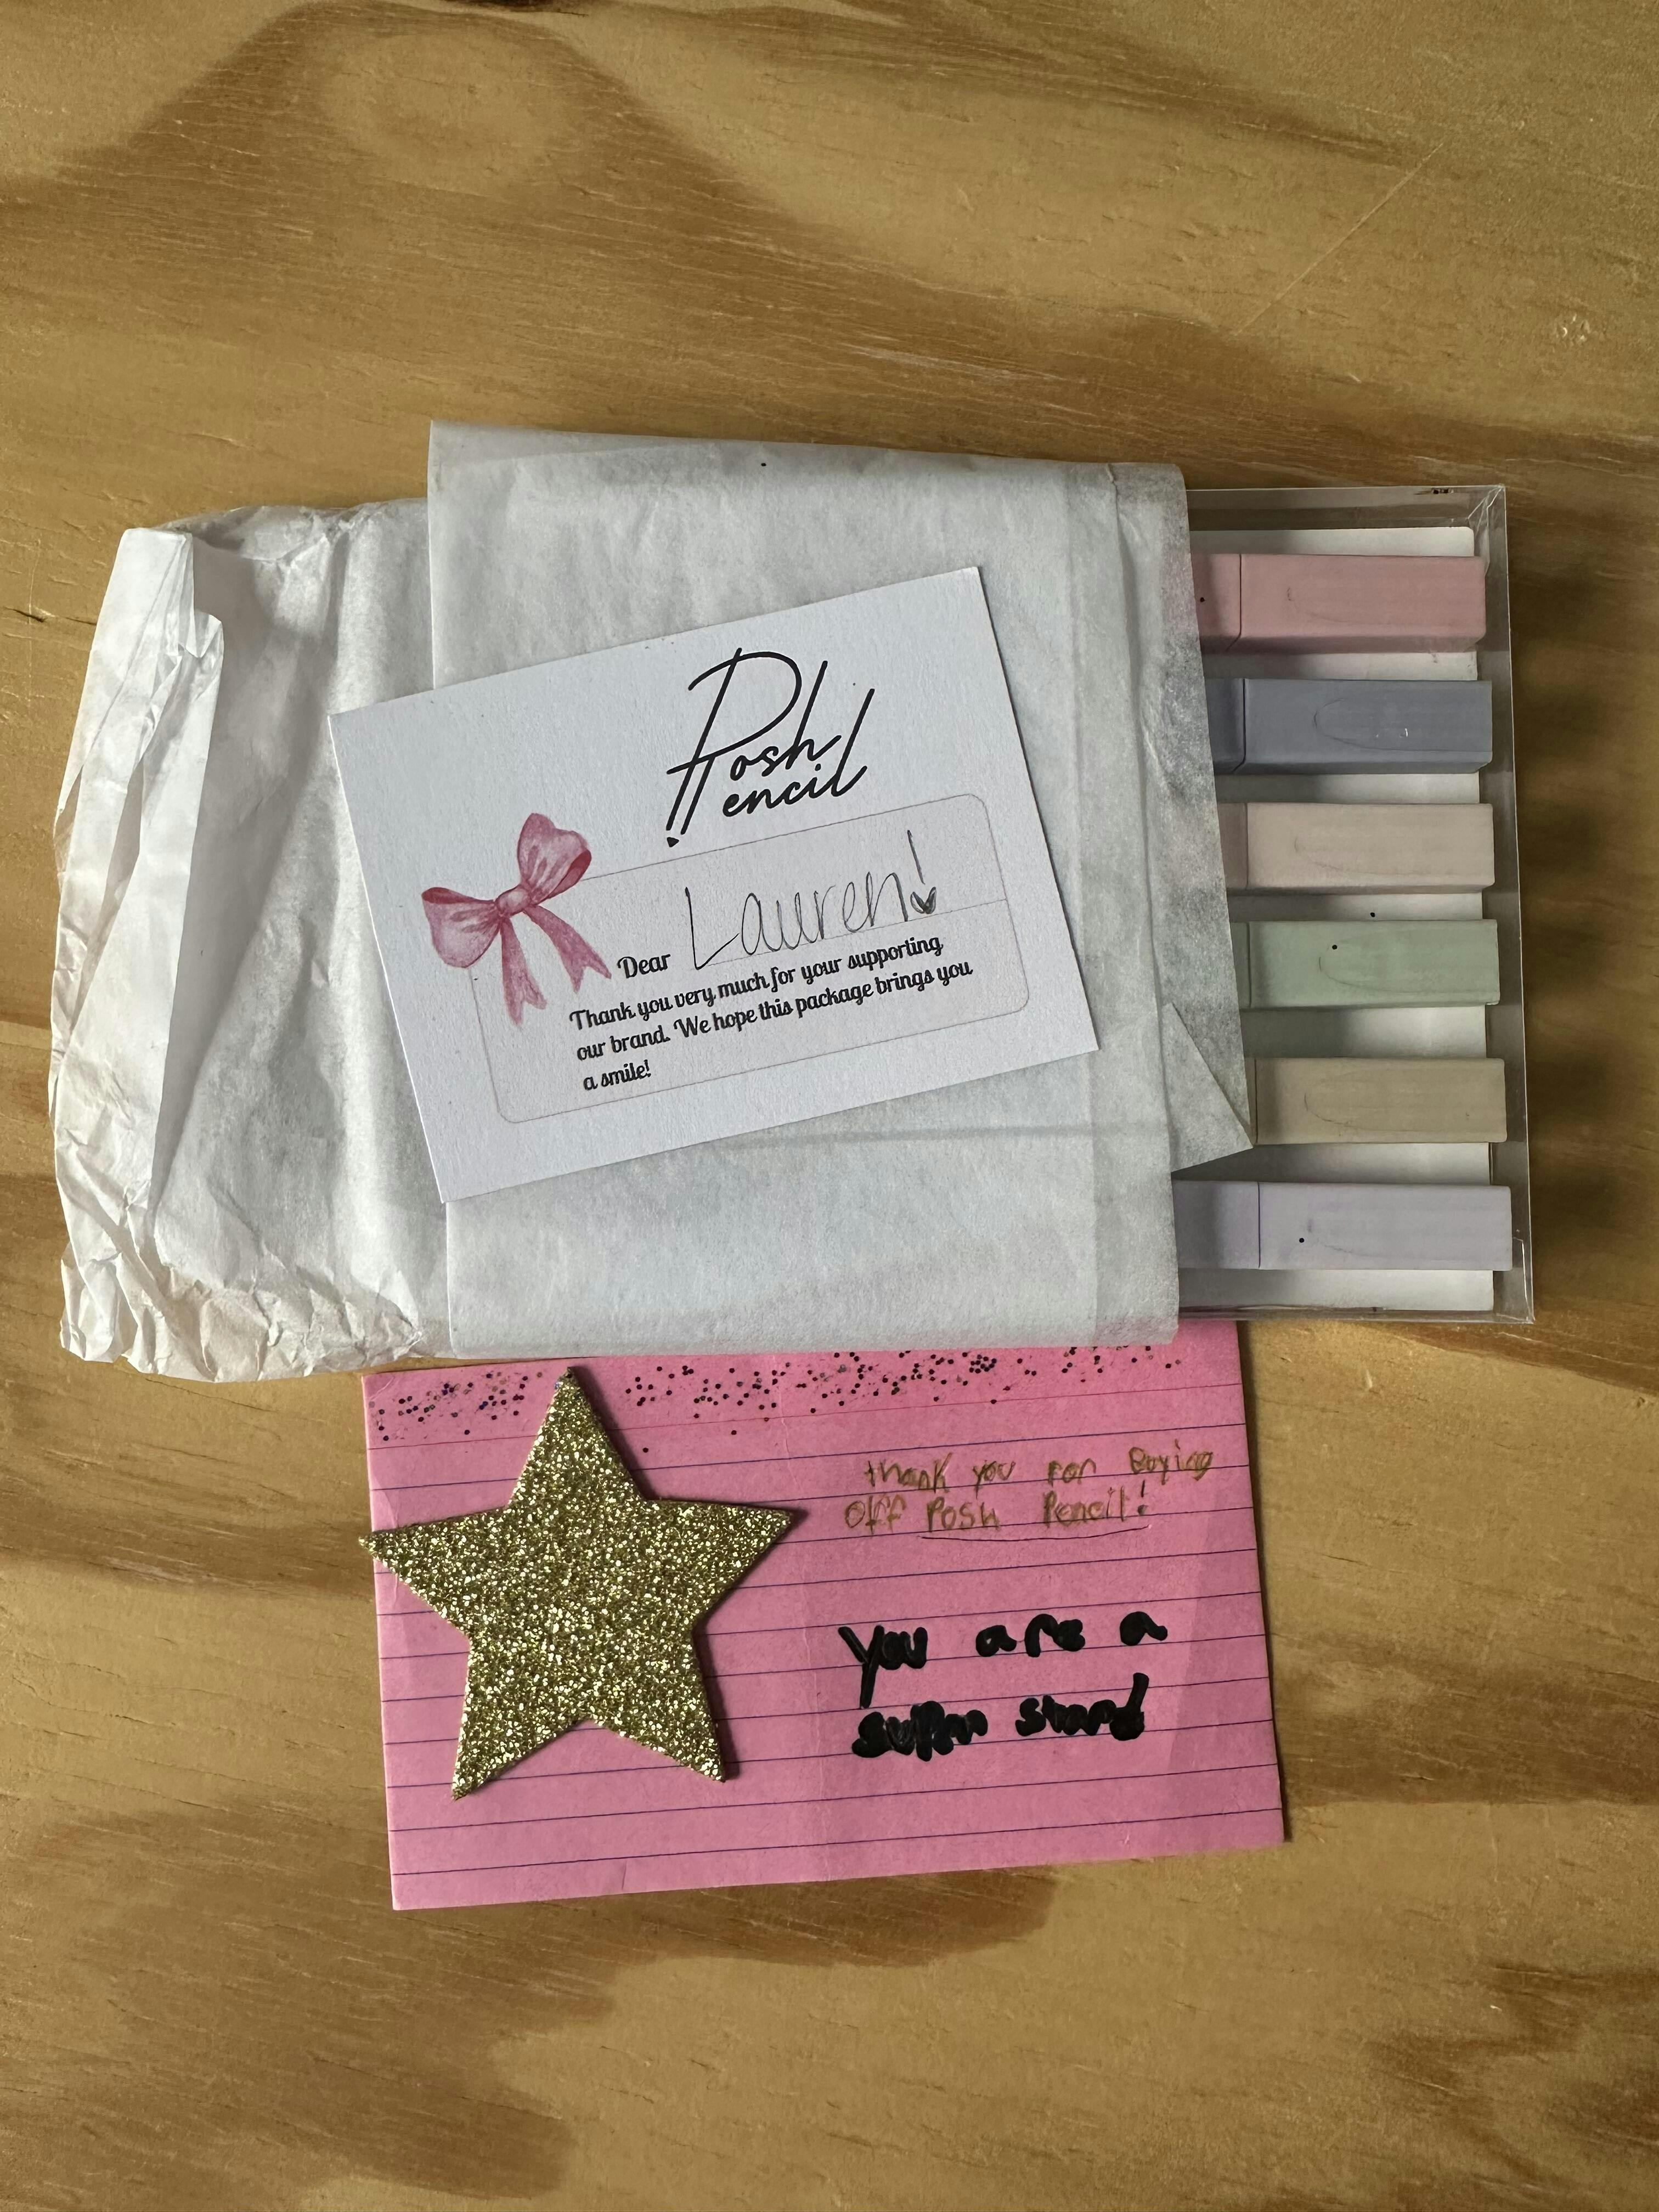 Posh
Pencil
Dear Lauren!
Thank you very much for your supporting
our brand. We hope this package brings you
a smile!
thank you for Buying
Off Posh Pencil!
you are a
super star!